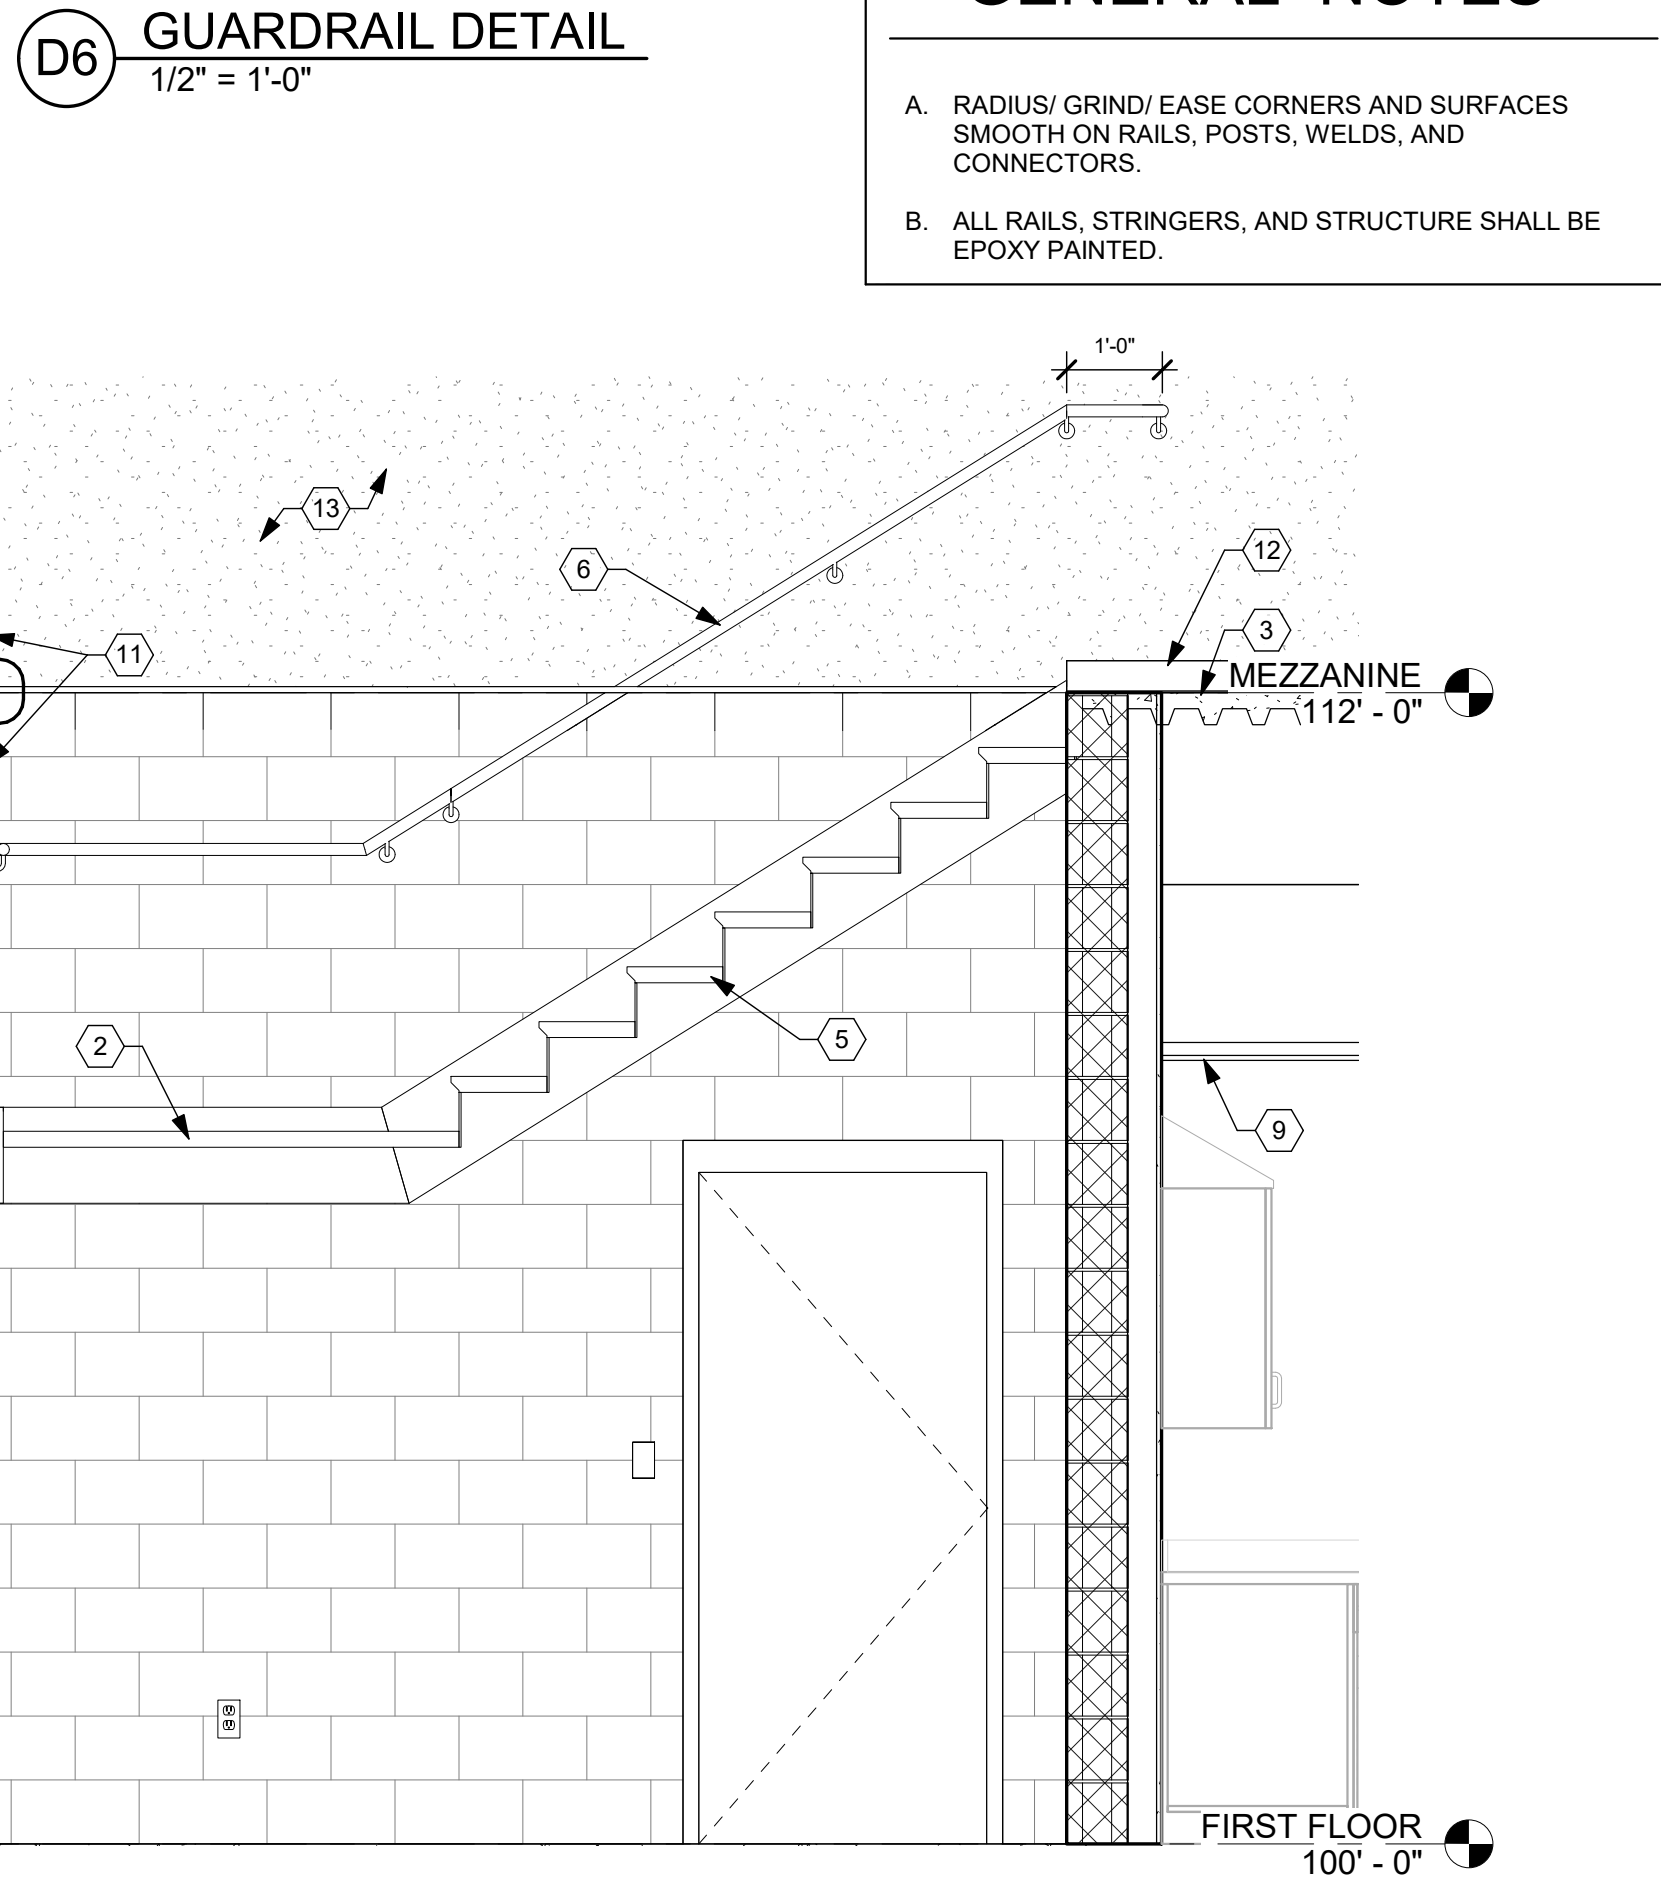 GENERAL NOTES
D6
GUARDRAIL DETAIL
1/2" = 1'-0"
A. RADIUS/ GRIND/ EASE CORNERS AND SURFACES
SMOOTH ON RAILS, POSTS, WELDS, AND
CONNECTORS.
B. ALL RAILS, STRINGERS, AND STRUCTURE SHALL BE
EPOXY PAINTED.
1'-0"
13
6
12
3
11
MEZZANINE
112' - 0"
2
5
9
FIRST FLOOR
100' - 0"